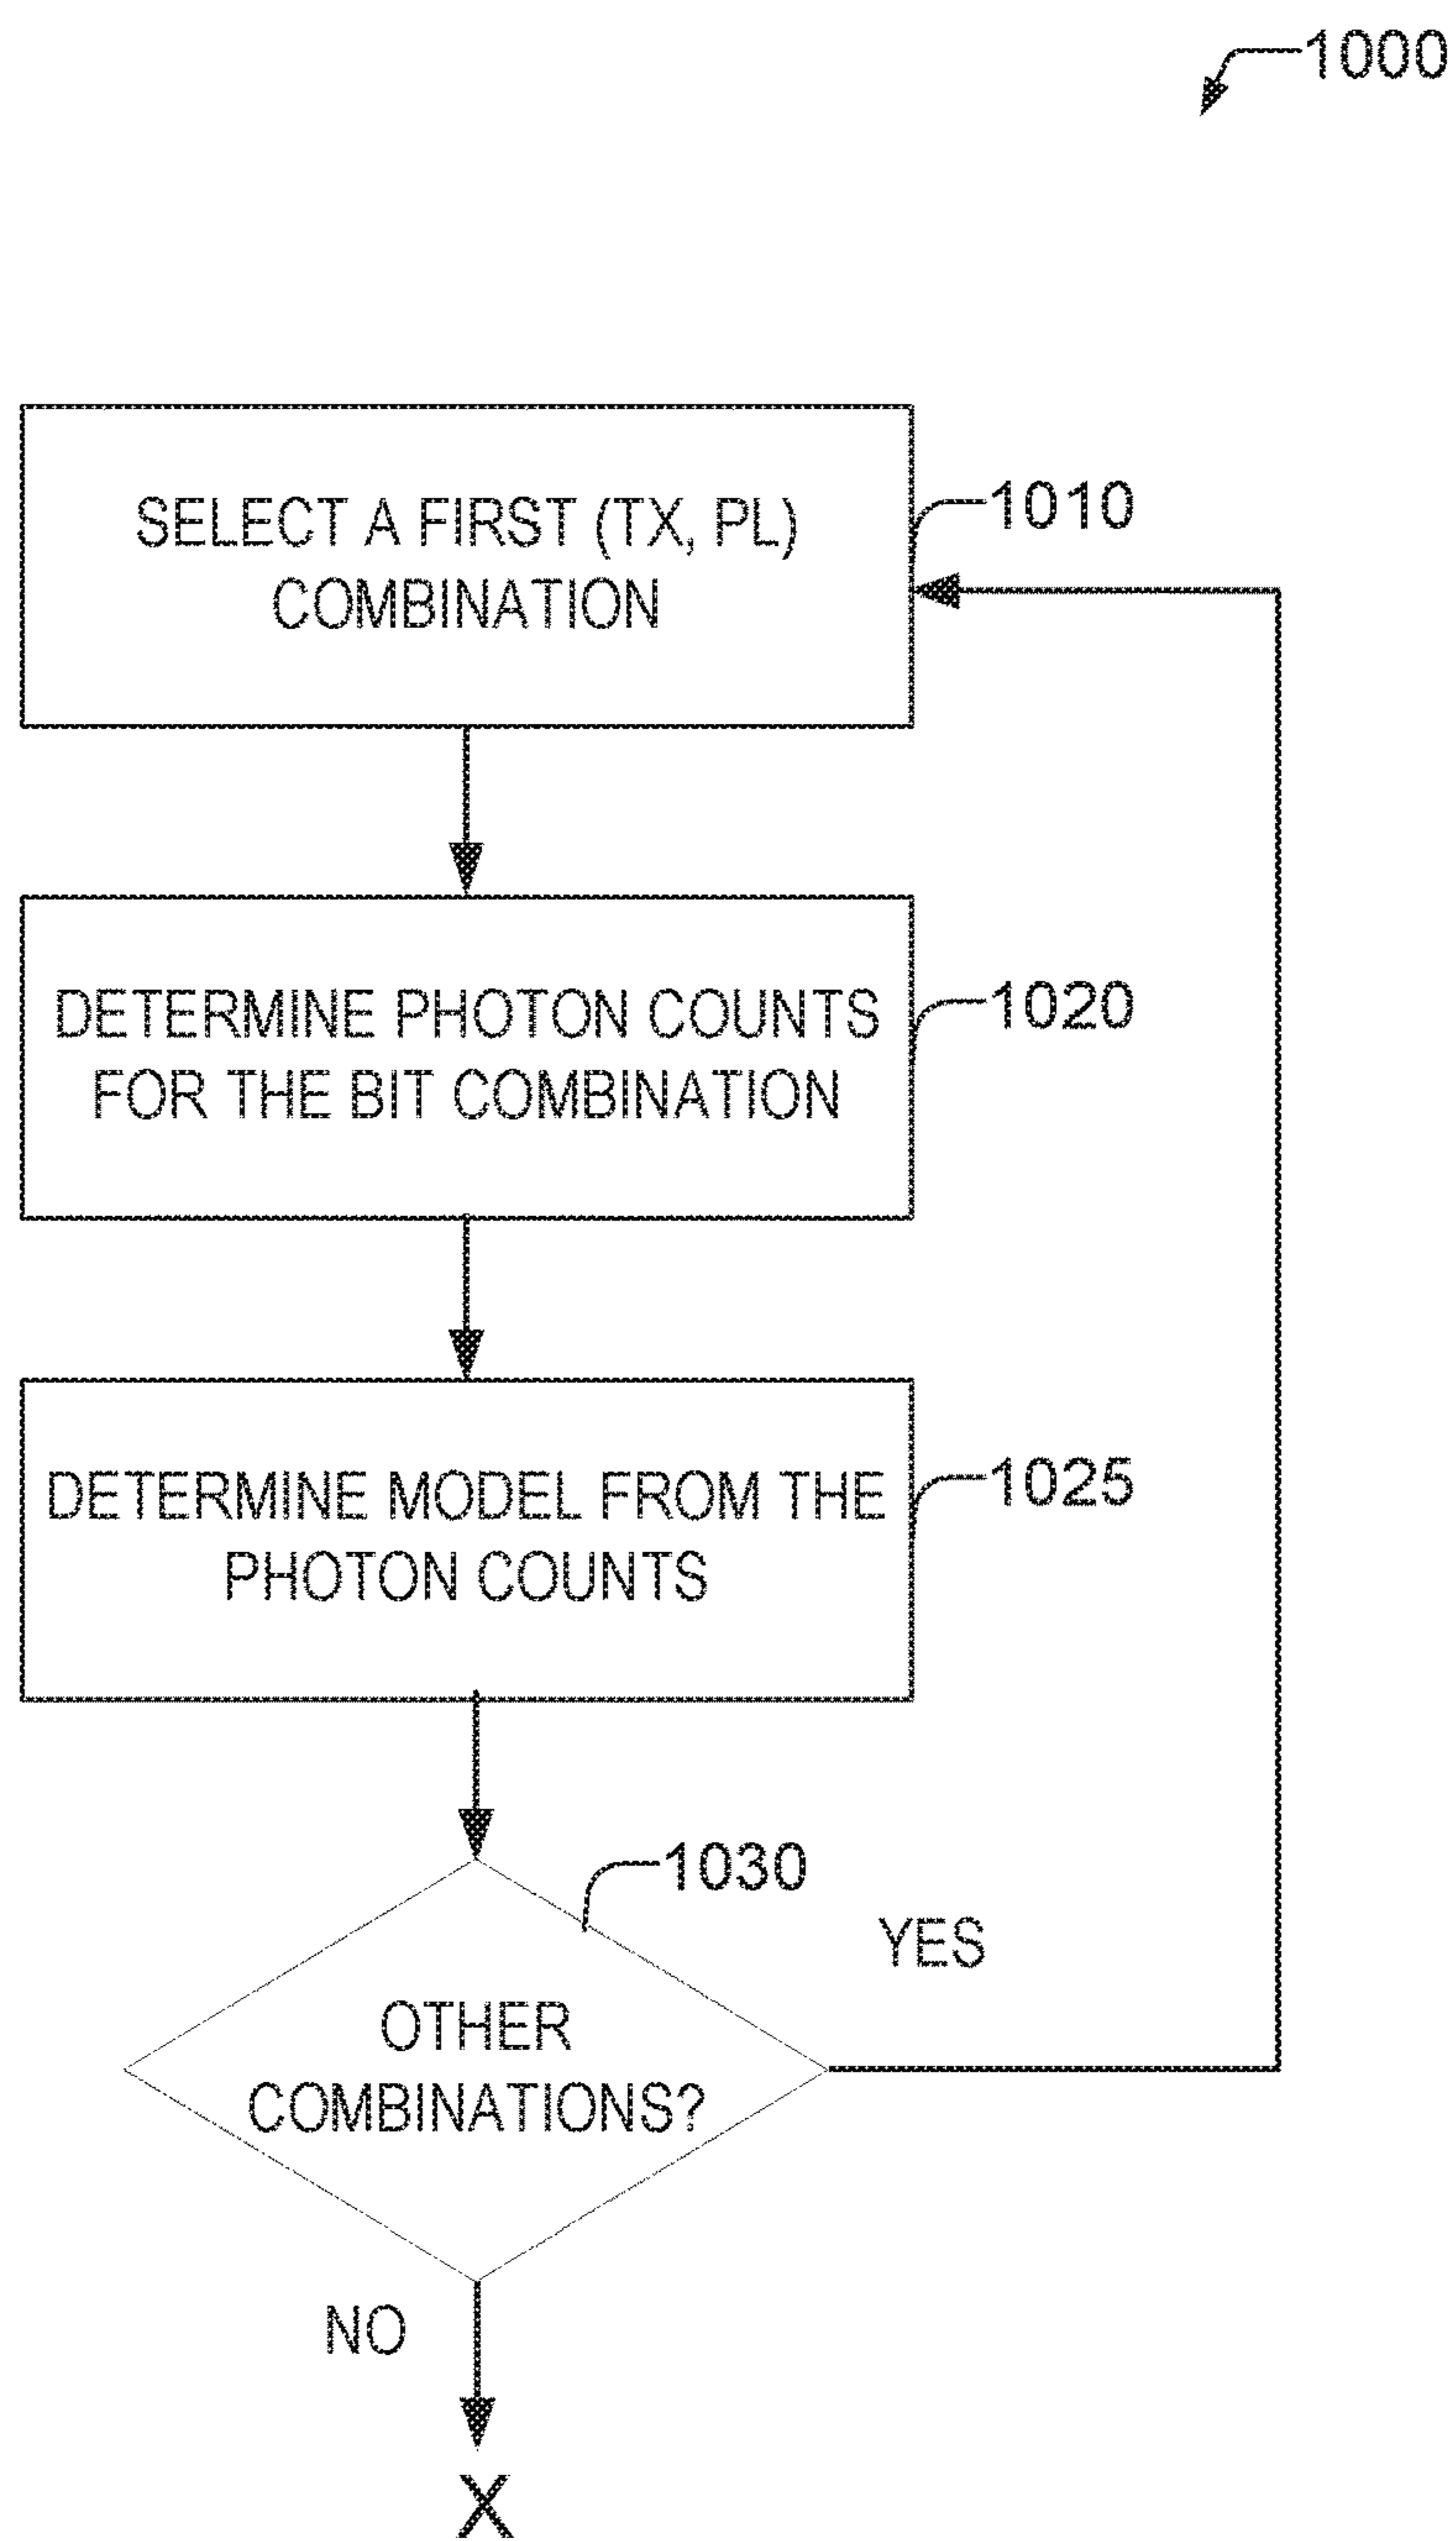 1000
SELECT A FIRST (TX, PL)
COMBINATION
1010
DETERMINE PHOTON COUNTS
FOR THE BIT COMBINATION
1020
DETERMINE MODEL FROM THE
PHOTON COUNTS
1025
1030
YES
OTHER
COMBINATIONS?
NO
X